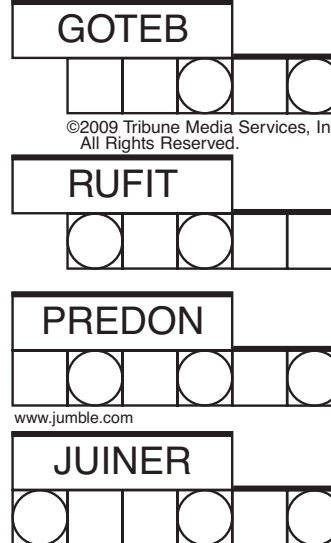 GOTEB
©2009 Tribune Media Services, In
All Rights Reserved.
RUFIT
PREDON
www.jumble.com
JUINER